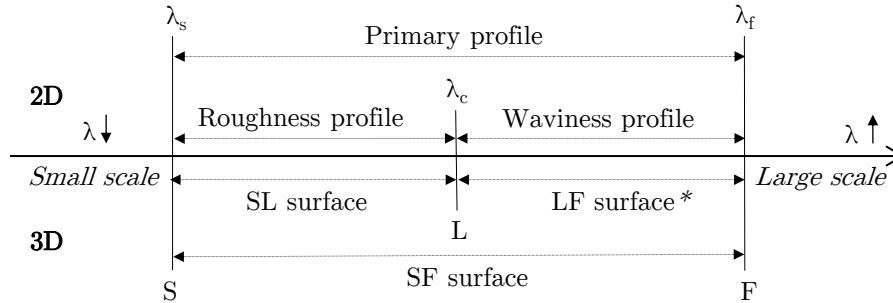 λs λf
Primary profile
2D
λc
λ Roughness profile Waviness profile λ
Small scale Large scale
SL surface LF surface*
3D
L
SF surface
S F